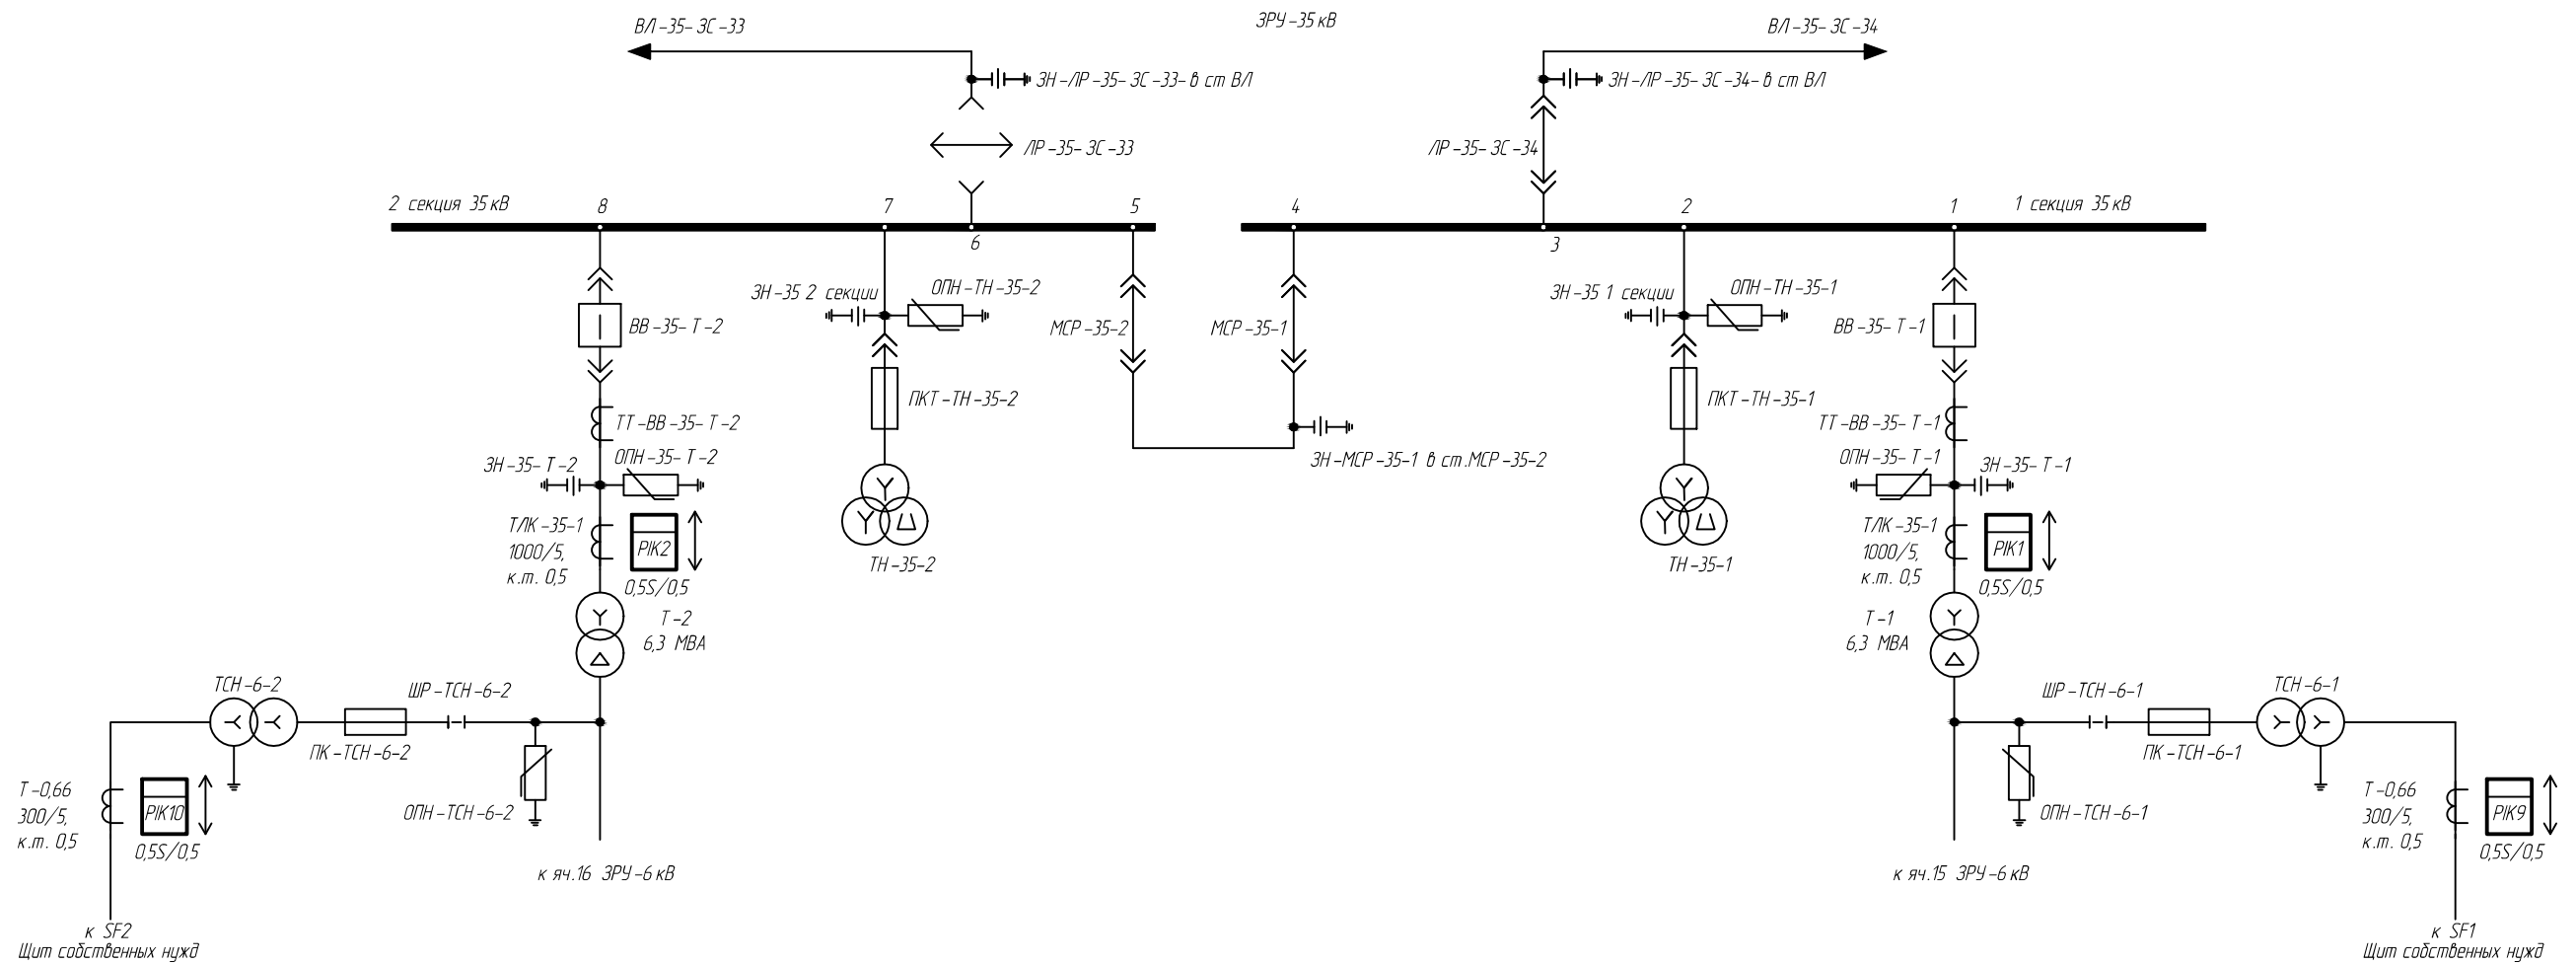 ЗРУ-35 кВ
ВЛ-35-ЗС-33
ВЛ-35-ЗС-34
ЗН-ЛР-35-ЗС-33-в ст ВЛ
ЗН-ЛР-35-ЗС-34-в ст ВЛ
ЛР-35-ЗС-33
ЛР-35-ЗС-34
2 секция 35 кВ
8
7
6
5
4
3
2
1
1 секция 35 кВ
ЗН-35 2 секции
ОПН-ТН-35-2
ЗН-35 1 секции
ОПН-ТН-35-1
ВВ-35-Т-2
МСР-35-2
МСР-35-1
ВВ-35-Т-1
ПКТ-ТН-35-2
ПКТ-ТН-35-1
ТТ-ВВ-35-Т-2
ТТ-ВВ-35-Т-1
ЗН-35-Т-2
ОПН-35-Т-2
ЗН-МСР-35-1 в ст.МСР-35-2
ОПН-35-Т-1
ЗН-35-Т-1
ТЛК-35-1
1000/5,
к.т. 0,5
PIK2
0,5S/0,5
ТН-35-2
ТН-35-1
ТЛК-35-1
1000/5,
к.т. 0,5
PIK1
0,5S/0,5
Т-2
6,3 МВА
Т-1
6,3 МВА
ТСН-6-2
ШР-ТСН-6-2
ПК-ТСН-6-2
ОПН-ТСН-6-2
ШР-ТСН-6-1
ТСН-6-1
ПК-ТСН-6-1
ОПН-ТСН-6-1
Т-0,66
300/5,
к.т. 0,5
PIK10
0,5S/0,5
Т-0,66
300/5,
к.т. 0,5
PIK9
0,5S/0,5
к яч.16 ЗРУ-6 кВ
к яч.15 ЗРУ-6 кВ
к SF2
Щит собственных нужд
к SF1
Щит собственных нужд